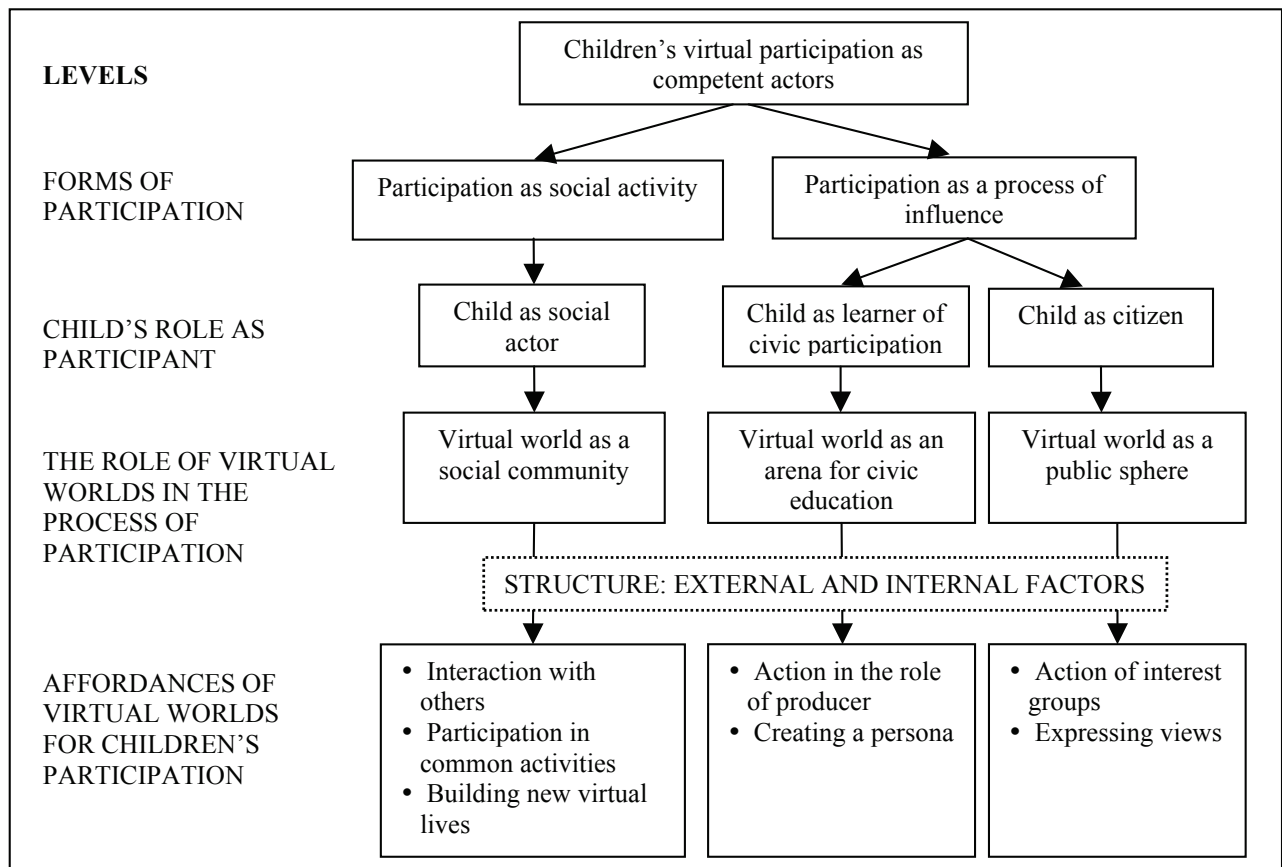 Children’s virtual participation as
competent actors
LEVELS
FORMS OF
PARTICIPATION
Participation as social activity
Participation as a process of
influence
CHILD’S ROLE AS
PARTICIPANT
Child as social
actor
Child as learner of
civic participation
Child as citizen
THE ROLE OF VIRTUAL
WORLDS IN THE
PROCESS OF
PARTICIPATION
Virtual world as a
social community
Virtual world as an
arena for civic
education
Virtual world as a
public sphere
STRUCTURE: EXTERNAL AND INTERNAL FACTORS
AFFORDANCES OF
VIRTUAL WORLDS
FOR CHILDREN’S
PARTICIPATION
• Interaction with
others
• Participation in
common activities
• Building new virtual
lives
• Action in the role
of producer
• Creating a persona
• Action of interest
groups
• Expressing views